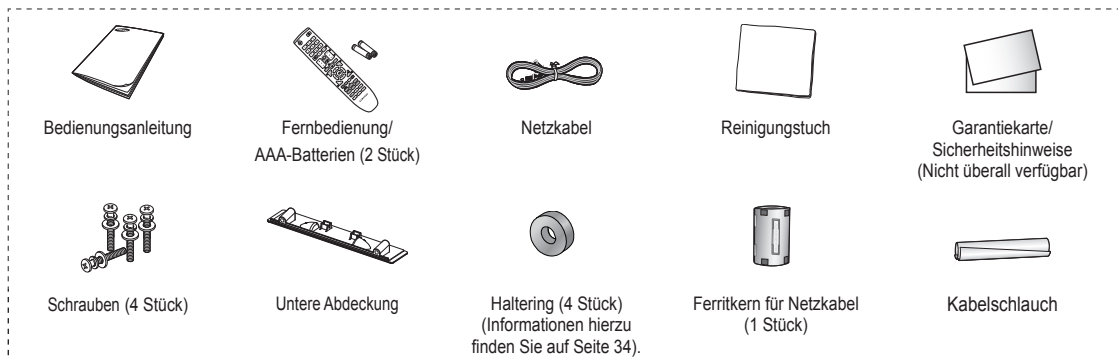 Bedienungsanleitung
Fernbedienung/
AAA-Batterien (2 Stück)
Netzkabel
Reinigungstuch
Garantiekarte/
Sicherheitshinweise
(Nicht überall verfügbar)
Schrauben (4 Stück)
Untere Abdeckung
Haltering (4 Stück)
(Informationen hierzu
finden Sie auf Seite 34).
Ferritkern für Netzkabel
(1 Stück)
Kabelschlauch